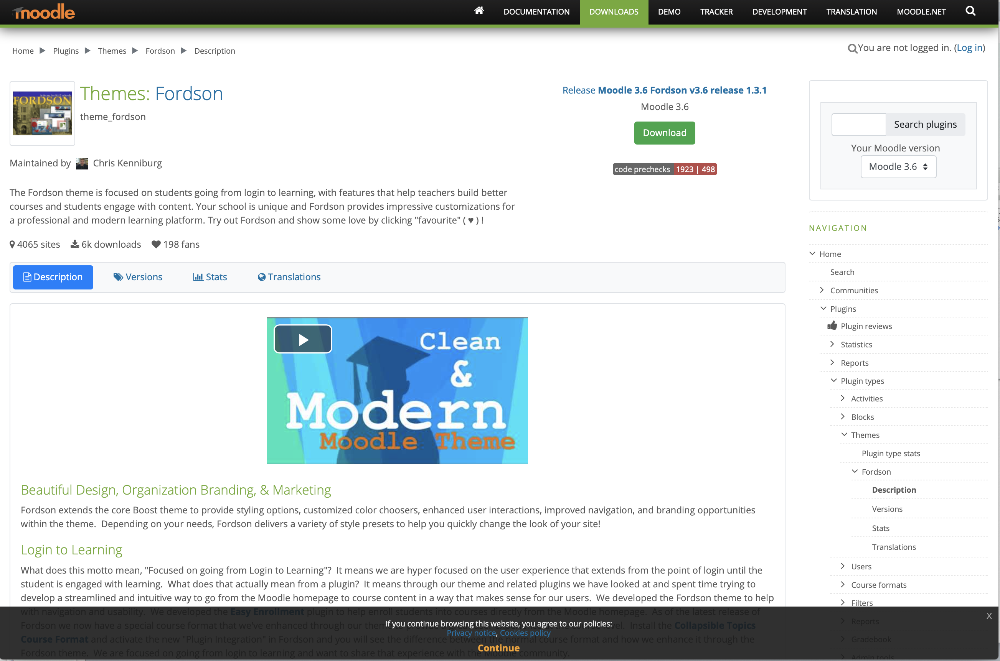 moodle
DOCUMENTATION
DOWNLOADS
DEMO
TRACKER
DEVELOPMENT
TRANSLATION
MOODLE.NET
Home ▶ Plugins ▶ Themes ▶ Fordson ▶ Description
You are not logged in. (Log in)
FORDSON
Themes: Fordson
theme_fordson
Maintained by Chris Kenniburg
Release Moodle 3.6 Fordson v3.6 release 1.3.1
Moodle 3.6
Download
code prechecks 1923 | 498
The Fordson theme is focused on students going from login to learning, with features that help teachers build better
courses and students engage with content. Your school is unique and Fordson provides impressive customizations for
a professional and modern learning platform. Try out Fordson and show some love by clicking "favourite" ( ♥ ) !
4065 sites 6k downloads 198 fans
Description
Versions
Stats
Translations
Clean
&
Modern
Moodle Theme
Beautiful Design, Organization Branding, & Marketing
Fordson extends the core Boost theme to provide styling options, customized color choosers, enhanced user interactions, improved navigation, and branding opportunities
within the theme. Depending on your needs, Fordson delivers a variety of style presets to help you quickly change the look of your site!
Login to Learning
What does this motto mean, "Focused on going from Login to Learning"? It means we are hyper focused on the user experience that extends from the point of login until the
student is engaged with learning. What does that actually mean from a plugin? It means through our theme and related plugins we have looked at and spent time trying to
develop a streamlined and intuitive way to go from the Moodle homepage to course content in a way that makes sense for our users. We developed the Fordson theme to help
with navigation and usability. We developed the Easy Enrollment plugin to help enroll students into courses directly from the Moodle homepage. As of the latest release of
Fordson we now have a special course format that we've enhanced through our level. Install the Collapsible Topics
Course Format and activate the new "Plugin Integration" in Fordson and you will see the difference between the normal course format and how we enhance it through the
Fordson theme. We are focused on going from login to learning and want to share that experience with the Moodle community.
Search plugins
Your Moodle version
Moodle 3.6
NAVIGATION
Home
Search
Communities
Plugins
Plugin reviews
Statistics
Reports
Plugin types
Activities
Blocks
Themes
Plugin type stats
Fordson
Description
Versions
Stats
Translations
Users
Course formats
Filters
Reports
Gradebook
Admin tools
If you continue browsing this website, you agree to our policies:
Privacy notice, Cookies policy
Continue
x